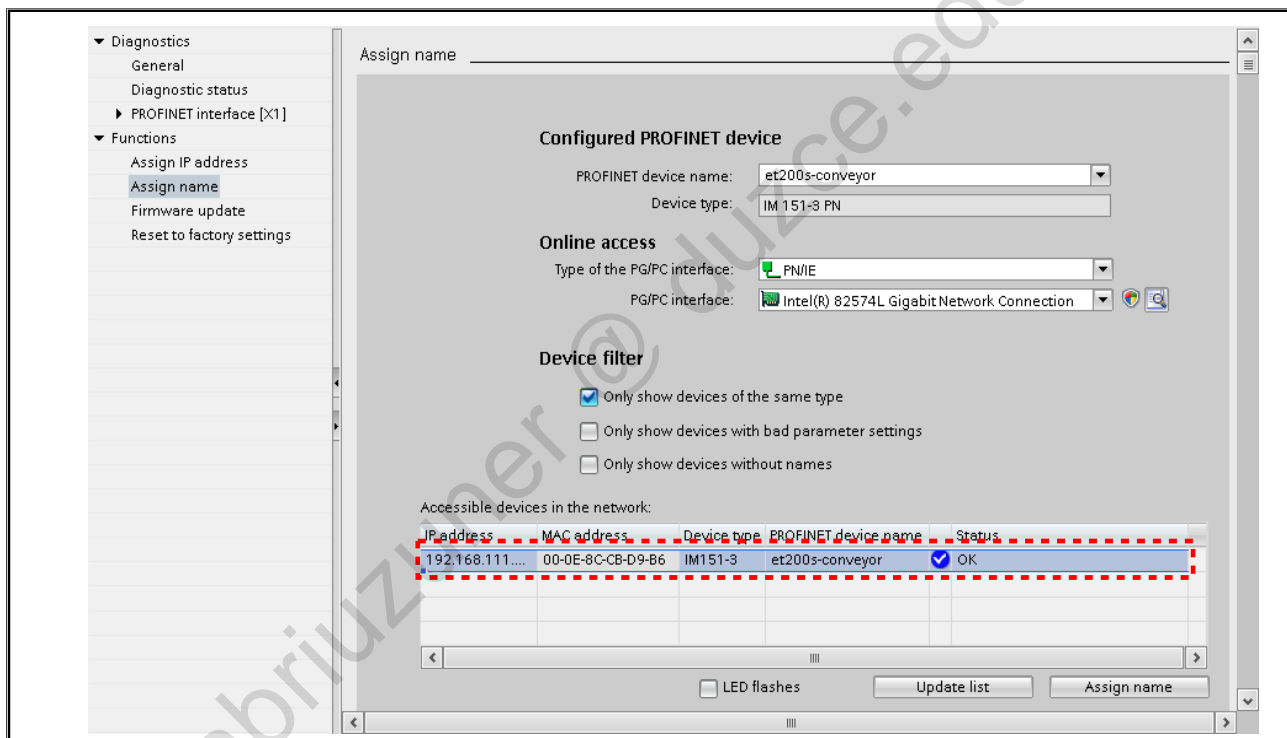 Diagnostics
General
Diagnostic status
PROFINET interface [X1]
Functions
Assign IP address
Assign name
Firmware update
Reset to factory settings
Assign name
Configured PROFINET device
PROFINET device name: et200s-conveyor
Device type: IM 151-3 PN
Online access
Type of the PG/PC interface: PN/IE
PG/PC interface: Intel(R) 82574L Gigabit Network Connection
Device filter
Only show devices of the same type
Only show devices with bad parameter settings
Only show devices without names
Accessible devices in the network:
IP address MAC address Device type PROFINET device name Status
192.168.111.... 00-0E-8C-CB-D9-B6 IM151-3 et200s-conveyor OK
LED flashes Update list Assign name
briuzuner @ duzce.ed